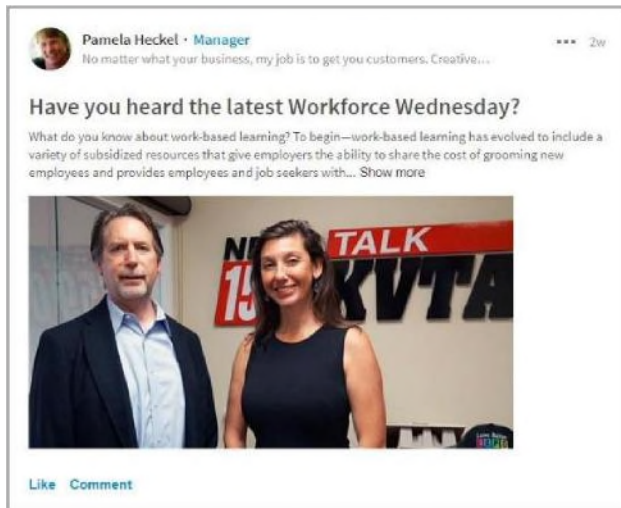 Pamela Heckel • Manager
••• 2w
No matter what your business, my job is to get you customers. Creative...
Have you heard the latest Workforce Wednesday?
What do you know about work-based learning? To begin—work-based learning has evolved to include a
variety of subsidized resources that give employers the ability to share the cost of grooming new
employees and provides employees and job seekers with... Show more
TALK
KVTA
Like Comment